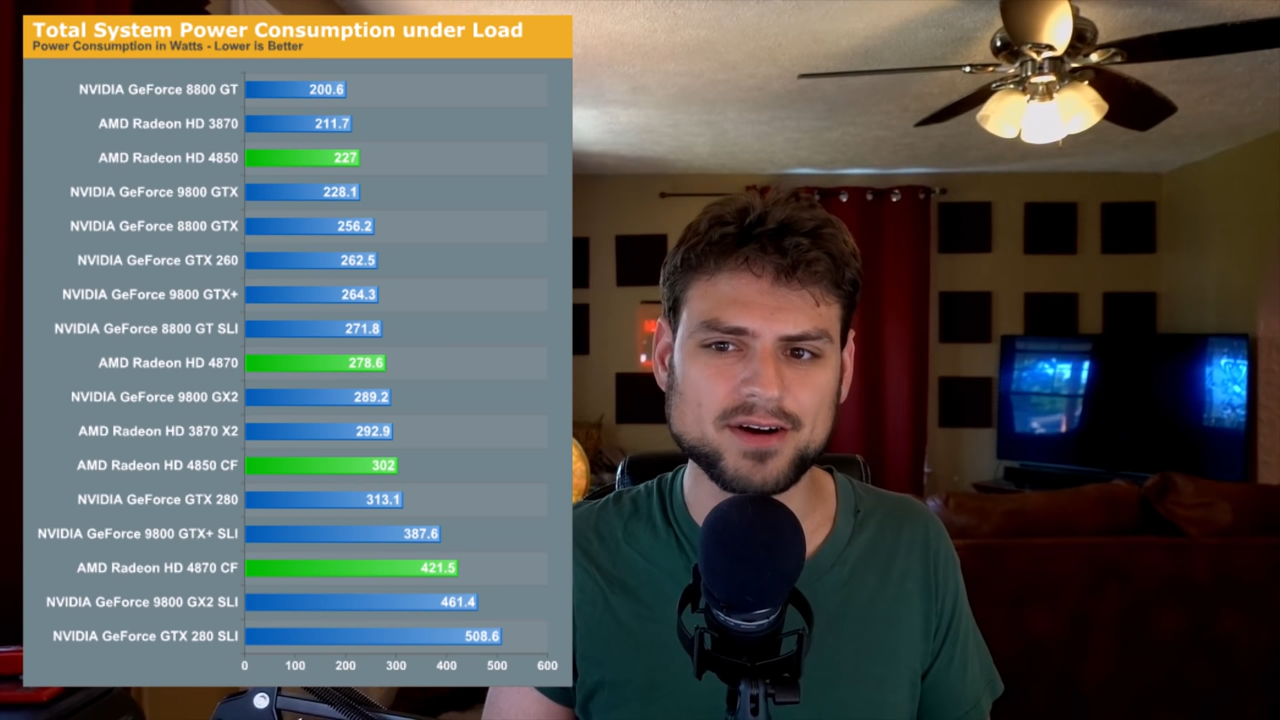 Total System Power Consumption under Load
Power Consumption in Watts - Lower is Better
NVIDIA GeForce 8800 GT 200.6
AMD Radeon HD 3870 211.7
AMD Radeon HD 4850 227
NVIDIA GeForce 9800 GTX 228.1
NVIDIA GeForce 8800 GTX 256.2
NVIDIA GeForce GTX 260 262.5
NVIDIA GeForce 9800 GTX+ 264.3
NVIDIA GeForce 8800 GT SLI 271.8
AMD Radeon HD 4870 278.6
NVIDIA GeForce 9800 GX2 289.2
AMD Radeon HD 3870 X2 292.9
AMD Radeon HD 4850 CF 302
NVIDIA GeForce GTX 280 313.1
NVIDIA GeForce 9800 GTX+ SLI 387.6
AMD Radeon HD 4870 CF 421.5
NVIDIA GeForce 9800 GX2 SLI 461.4
NVIDIA GeForce GTX 280 SLI 508.6
0 100 200 300 400 500 600